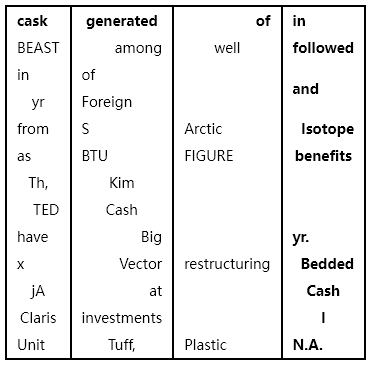 cask generated of in
BEAST among well followed
in of
and
yr Foreign
from S Arctic Isotope
as BTU FIGURE benefits
Th, Kim
TED Cash
have Big yr.
x Vector restructuring Bedded
jA at Cash
Claris investments I
Unit Tuff, Plastic N.A.